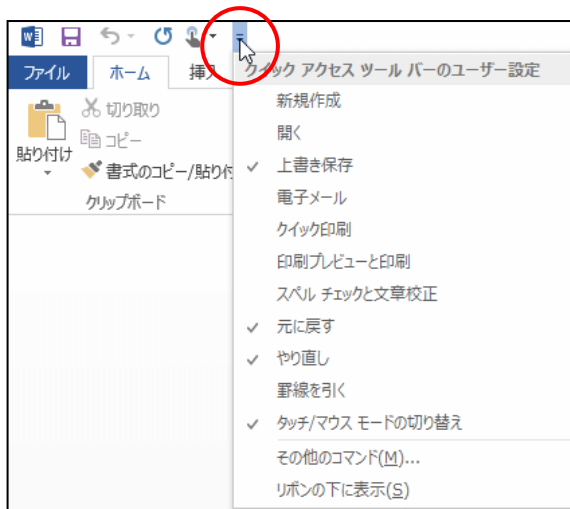 ファイル
ホーム
挿入
切り取り
コピー
書式のコピー/貼り付
貼り付け
クリップボード
クイック アクセス ツール バーのユーザー設定
新規作成
開く
上書き保存
電子メール
クイック印刷
印刷プレビューと印刷
スペル チェックと文章校正
元に戻す
やり直し
罫線を引く
タッチ/マウス モードの切り替え
その他のコマンド(M)...
リボンの下に表示(S)